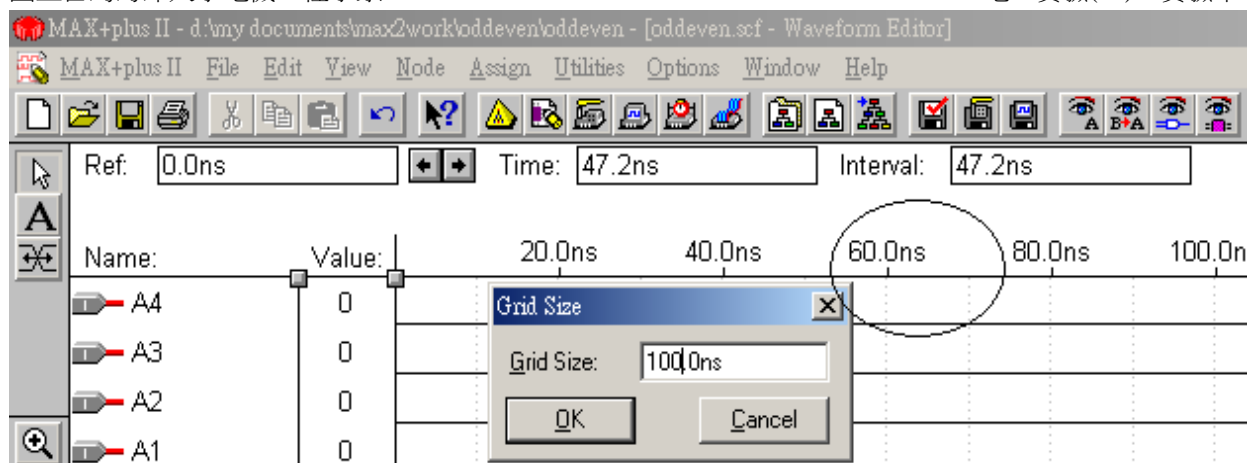 MAX+plus II - d:\my documents\max2work\oddeven\oddeven - [oddeven.scf - Waveform Editor]
MAX+plus II File Edit View Node Assign Utilities Options Window Help
Ref: 0.0ns Time: 47.2ns Interval: 47.2ns
Name: Value: 20.0ns 40.0ns 60.0ns 80.0ns 100.0n
A4 0
Grid Size
A3 0
Grid Size: 100.0ns
A2 0
OK Cancel
A1 0